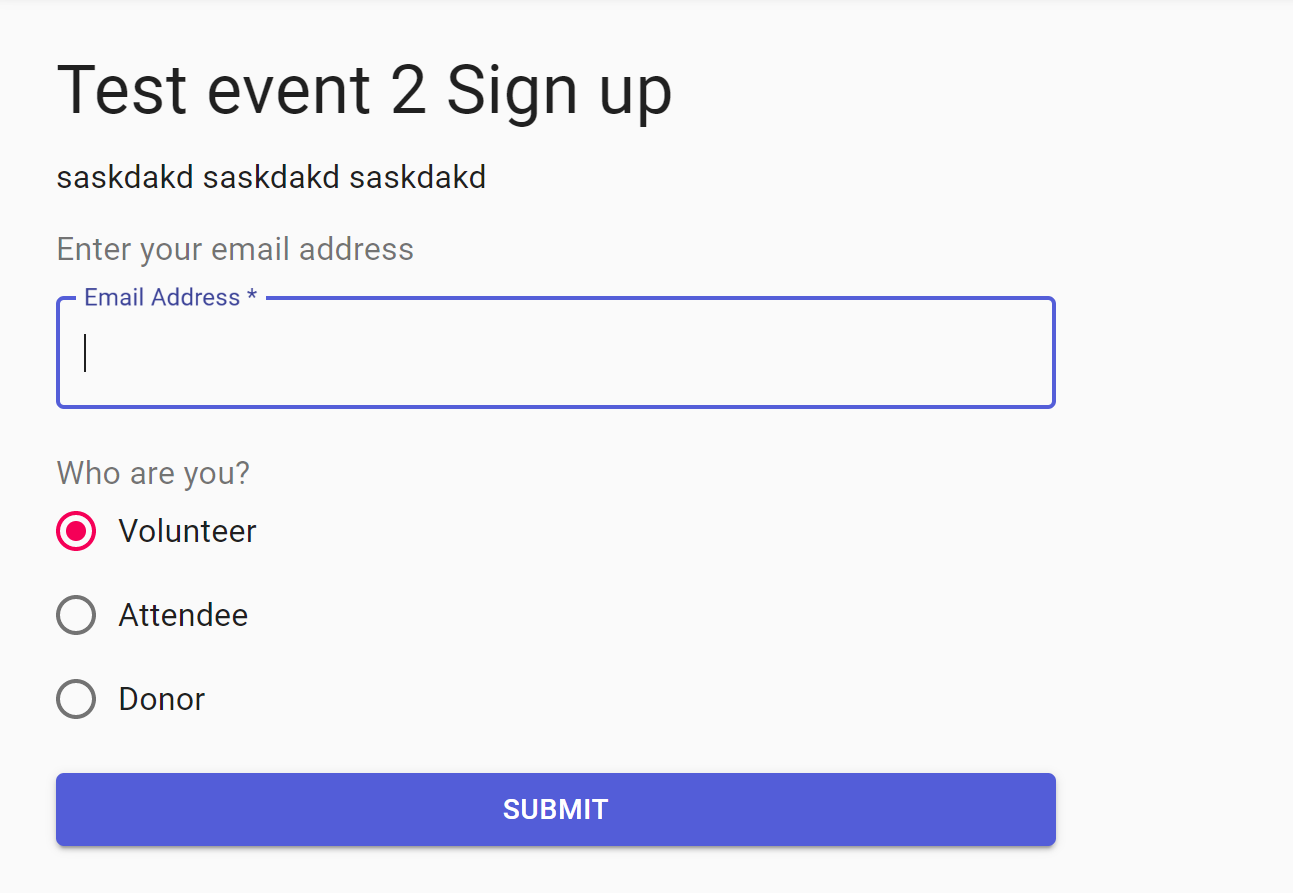 Test event 2 Sign up
saskdakd saskdakd saskdakd
Enter your email address
Email Address *
Who are you?
Volunteer
Attendee
Donor
SUBMIT